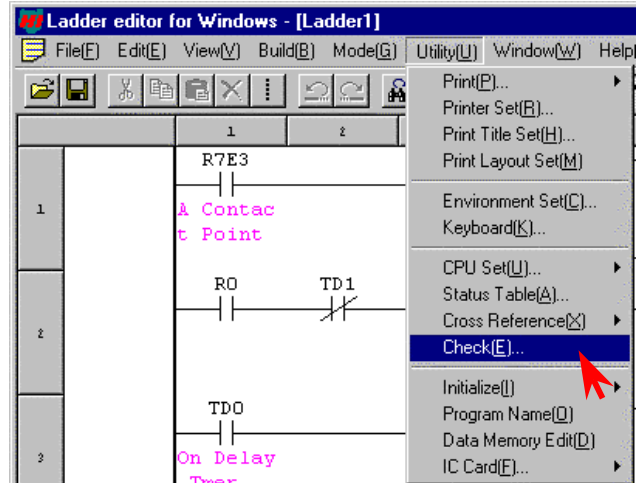 Ladder editor for Windows - [Ladder1]
File(F) Edit(E) View(V) Build(B) Mode(G) Utility(U) Window(W) Help
1 2
Print(P)...
Printer Set(R)...
Print Title Set(H)...
Print Layout Set(M)
Environment Set(C)...
Keyboard(K)...
CPU Set(U)...
Status Table(A)...
Cross Reference(X)
Check(E)...
Initialize(I)
Program Name(O)
Data Memory Edit(D)
IC Card(F)...
1
R7E3
A Contac
t Point
2
R0 TD1
3
TD0
On Delay
Tmer